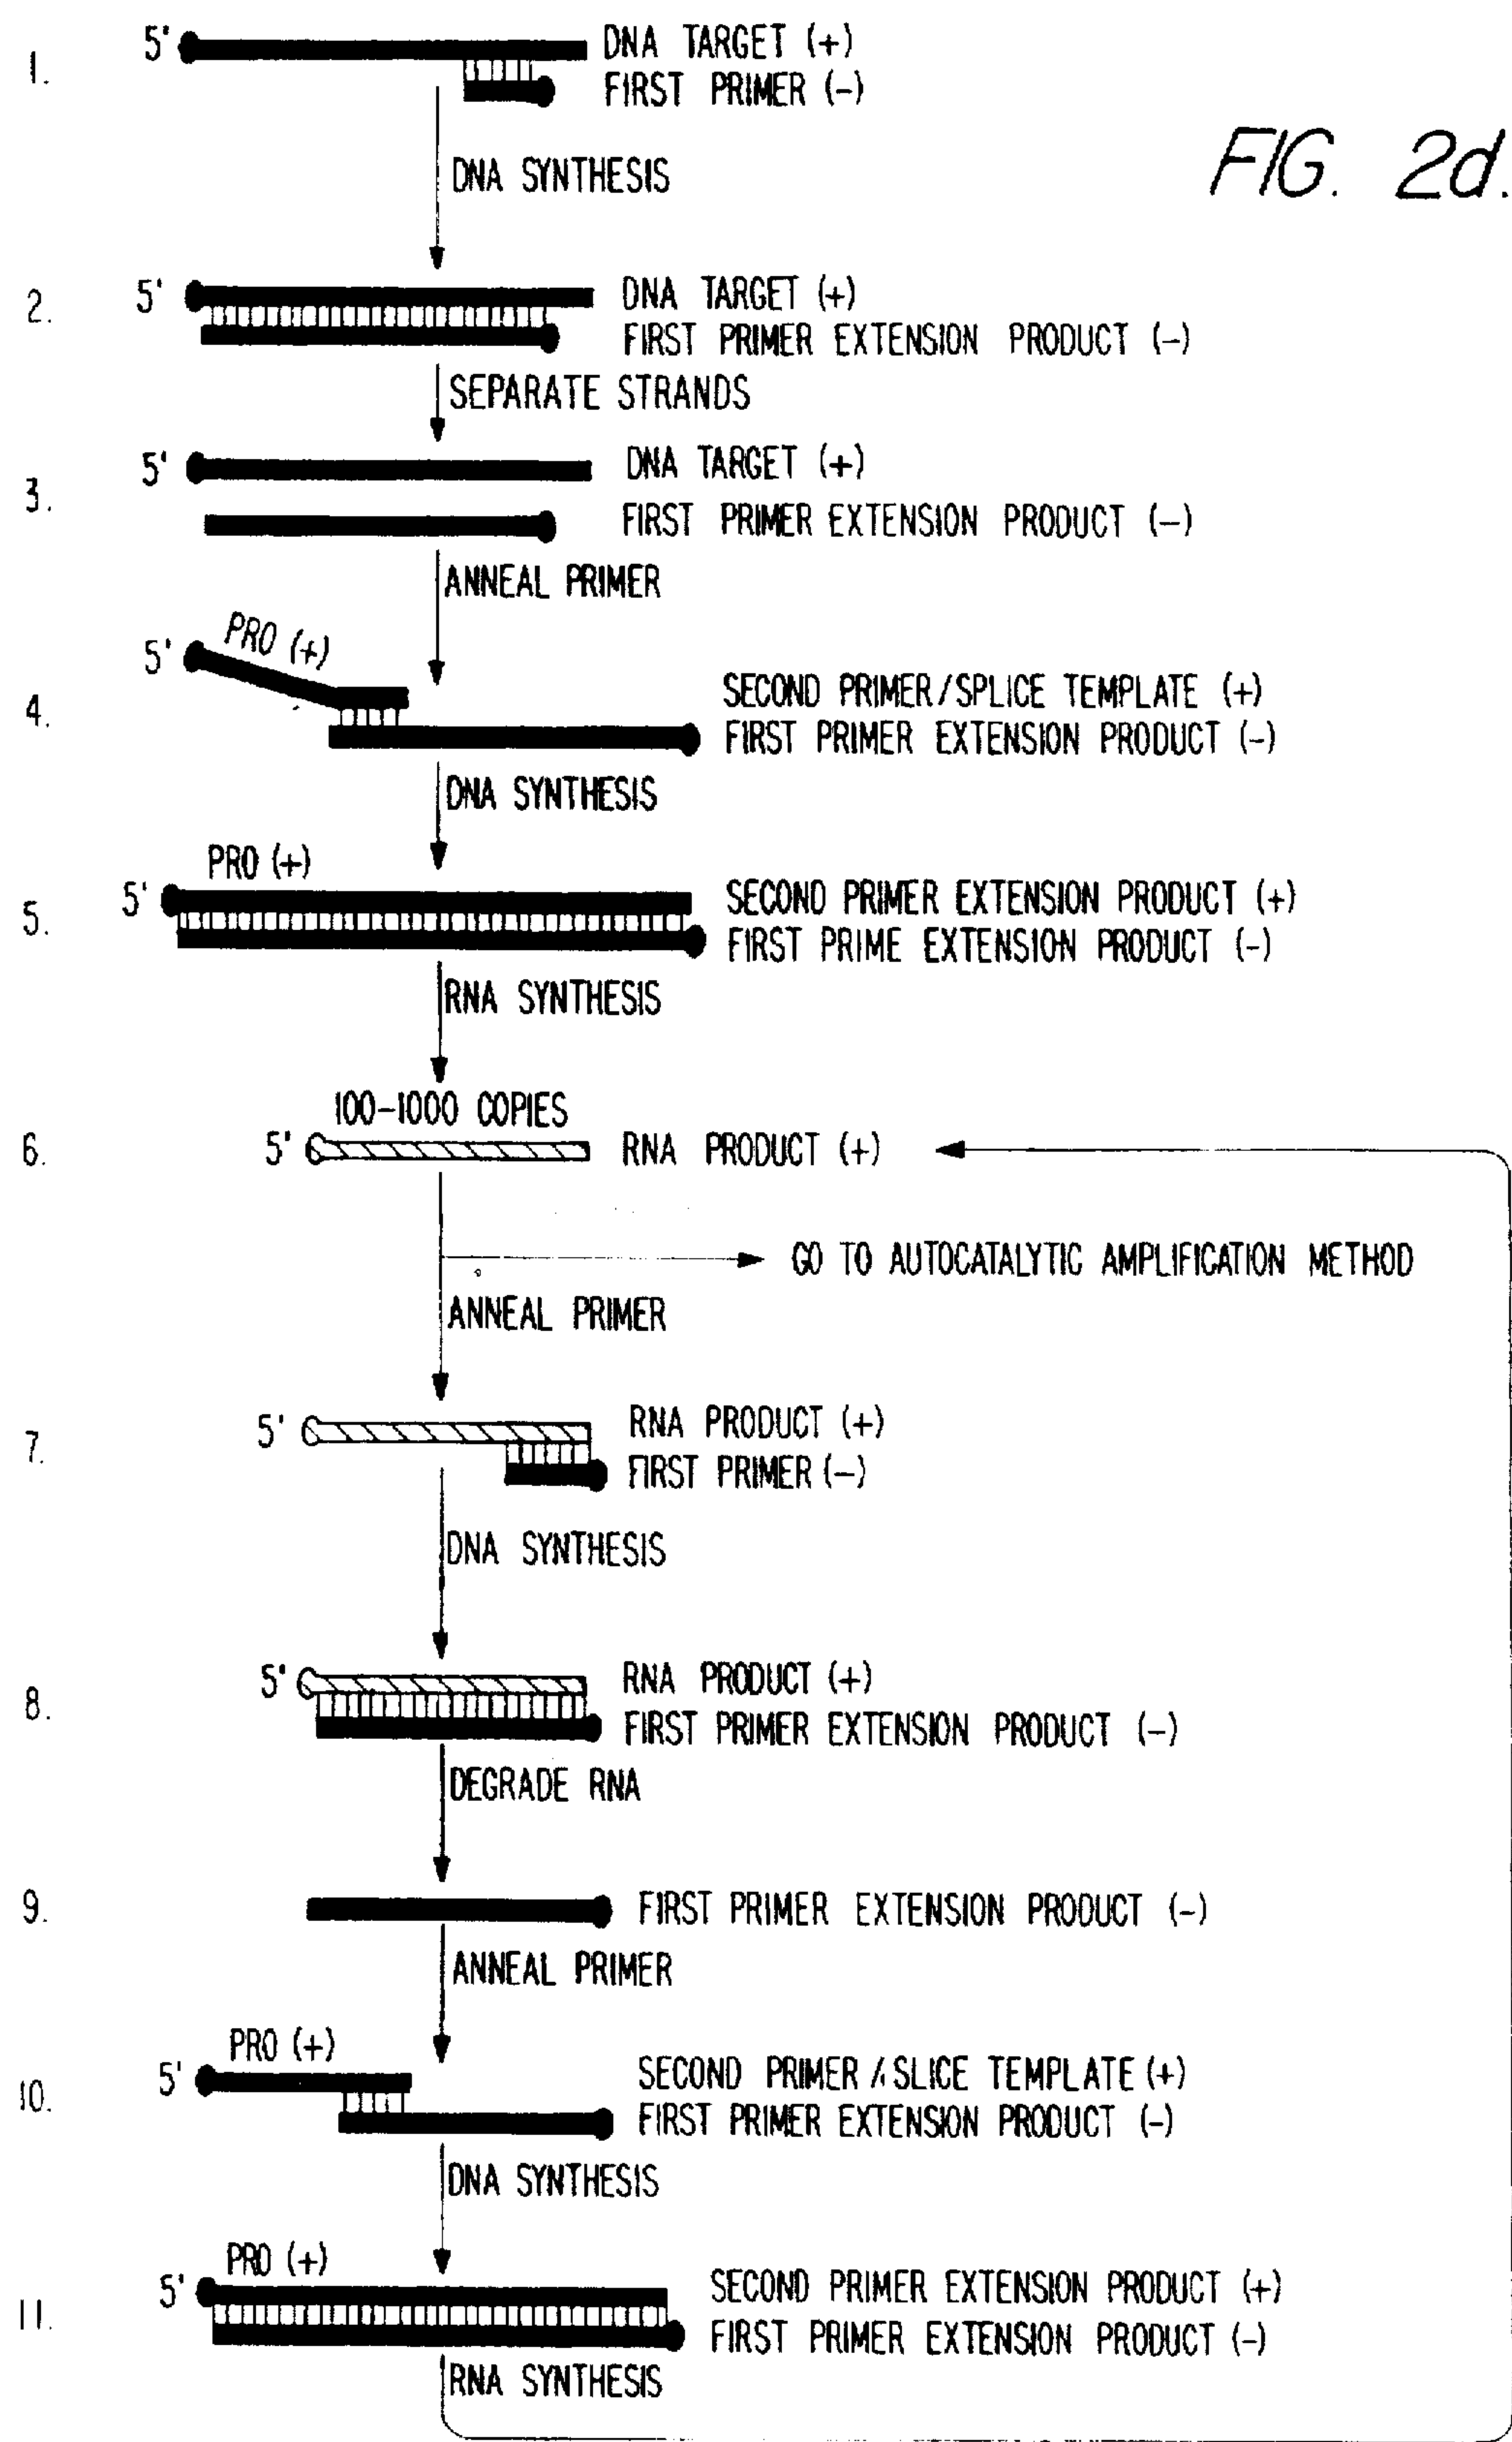 5' DNA TARGET (+)
1.
FIRST PRIMER (-)
FIG. 2d.
DNA SYNTHESIS
5' DNA TARGET (+)
2.
FIRST PRIMER EXTENSION PRODUCT (-)
SEPARATE STRANDS
5' DNA TARGET (+)
3.
FIRST PRIMER EXTENSION PRODUCT (-)
ANNEAL PRIMER
PRO (+)
5'
SECOND PRIMER/SPLICE TEMPLATE (+)
4.
FIRST PRIMER EXTENSION PRODUCT (-)
DNA SYNTHESIS
PRO (+)
5' SECOND PRIMER EXTENSION PRODUCT (+)
5.
FIRST PRIME EXTENSION PRODUCT (-)
RNA SYNTHESIS
100-1000 COPIES
6. 5' RNA PRODUCT (+)
GO TO AUTOCATALYTIC AMPLIFICATION METHOD
ANNEAL PRIMER
5' RNA PRODUCT (+)
7.
FIRST PRIMER (-)
DNA SYNTHESIS
5' RNA PRODUCT (+)
8.
FIRST PRIMER EXTENSION PRODUCT (-)
DEGRADE RNA
9. FIRST PRIMER EXTENSION PRODUCT (-)
ANNEAL PRIMER
PRO (+)
5' SECOND PRIMER / SLICE TEMPLATE (+)
10.
FIRST PRIMER EXTENSION PRODUCT (-)
DNA SYNTHESIS
PRO (+)
5' SECOND PRIMER EXTENSION PRODUCT (+)
11.
FIRST PRIMER EXTENSION PRODUCT (-)
RNA SYNTHESIS